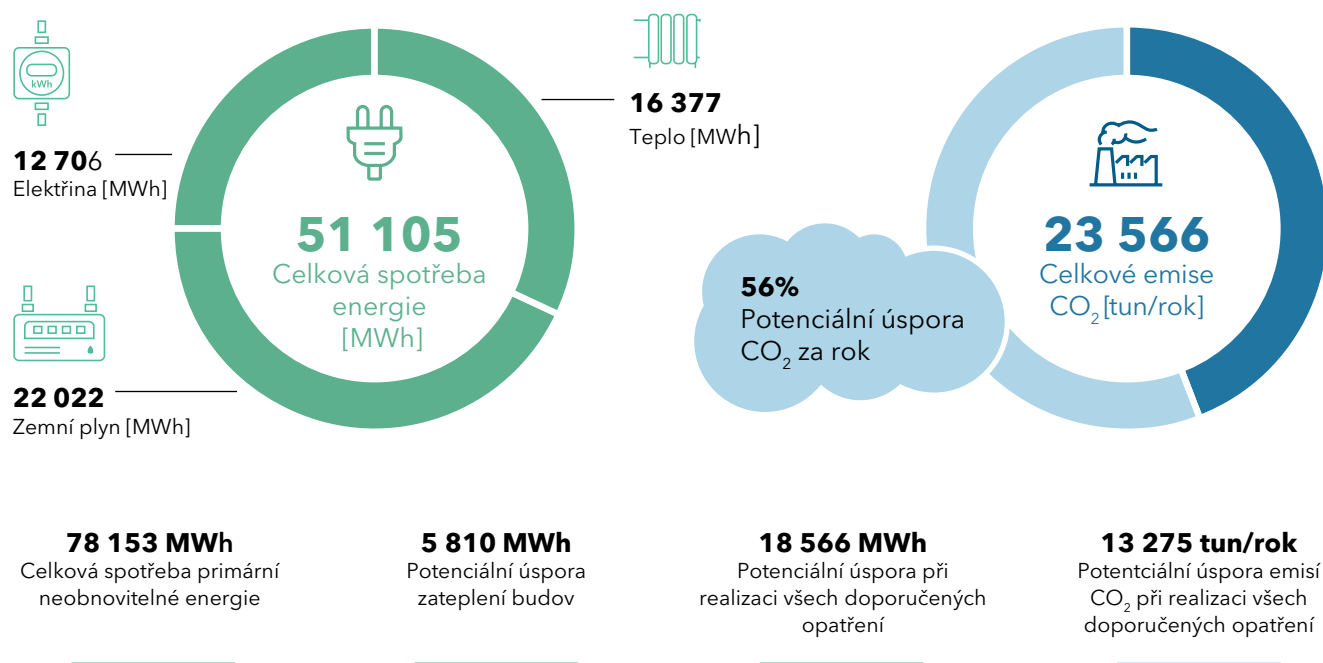 kWh
12 706
Elektřina [MWh]
22 022
Zemní plyn [MWh]
51 105
Celková spotřeba
energie
[MWh]
16 377
Teplo [MWh]
56%
Potenciální úspora
CO₂ za rok
23 566
Celkové emise
CO₂ [tun/rok]
78 153 MWh
Celková spotřeba primární
neobnovitelné energie
5 810 MWh
Potenciální úspora
zateplení budov
18 566 MWh
Potenciální úspora při
realizaci všech doporučených
opatření
13 275 tun/rok
Potentciální úspora emisí
CO₂ při realizaci všech
doporučených opatření